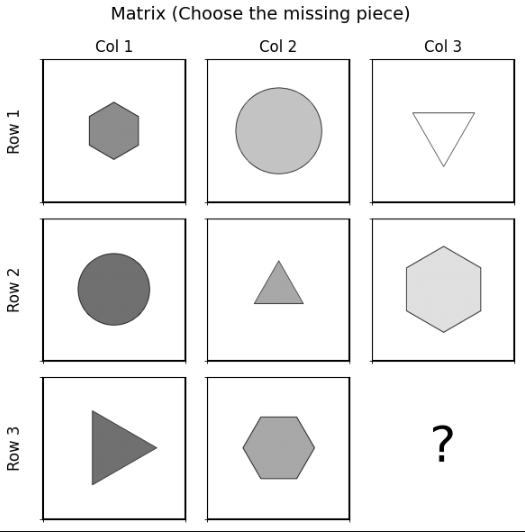 Matrix (Choose the missing piece)
Col 1 Col 2 Col 3
Row 1
Row 2
Row 3
?